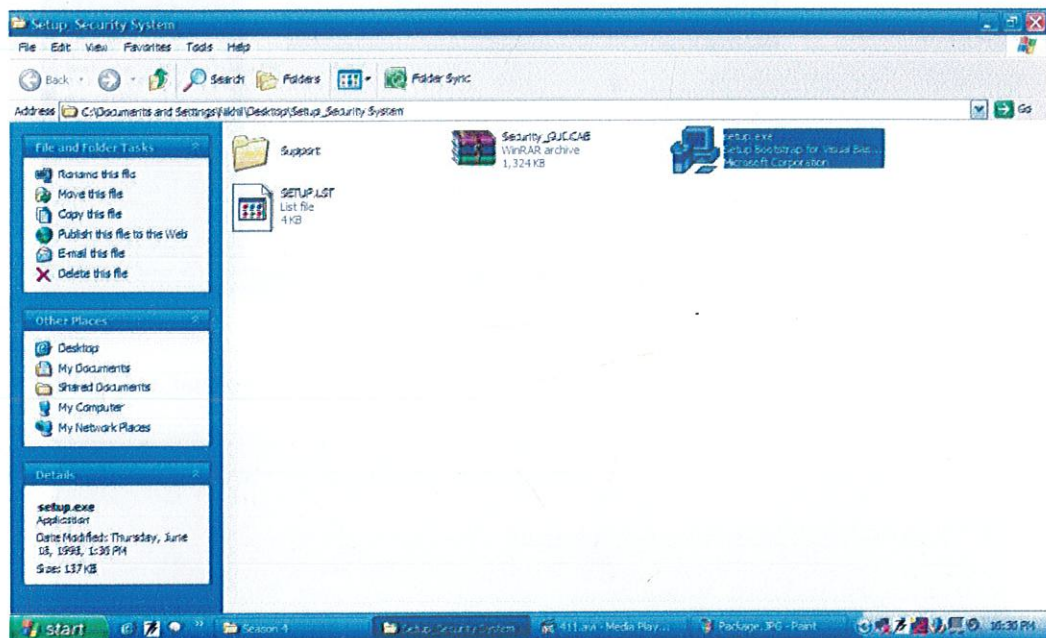 Setup_Security System
File Edit View Favorites Tools Help
Back Search Folders Folder Sync
Address C:\Documents and Settings\Nikhil\Desktop\Setup_Security System Go
File and Folder Tasks
Rename this file
Move this file
Copy this file
Publish this file to the Web
E-mail this file
Delete this file
Other Places
Desktop
My Documents
Shared Documents
My Computer
My Network Places
Details
setup.exe
Application
Date Modified: Thursday, June
1:36 PM
Size: 137 KB
Support
Security_GUI.CAB
WinRAR archive
1,324 KB
setup.exe
Setup Bootstrap for Visual Bas...
Microsoft Corporation
SETUP.LST
List file
4 KB
start
Season 4
Setup_Security System
411.avi - Media Play...
Package.JPG - Paint
10:30 PM